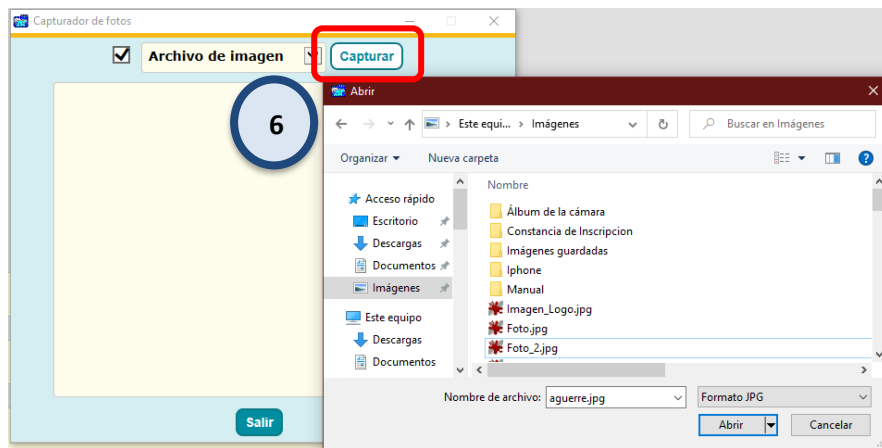 Capturador de fotos
Archivo de imagen Capturar
6
Abrir
Este equi... › Imágenes
Buscar en Imágenes
Organizar Nueva carpeta
Nombre
Acceso rápido
Escritorio
Descargas
Documentos
Imágenes
Este equipo
Descargas
Documentos
Álbum de la cámara
Constancia de Inscripcion
Imágenes guardadas
Iphone
Manual
Imagen_Logo.jpg
Foto.jpg
Foto_2.jpg
Nombre de archivo: aguerre.jpg Formato JPG
Abrir Cancelar
Salir